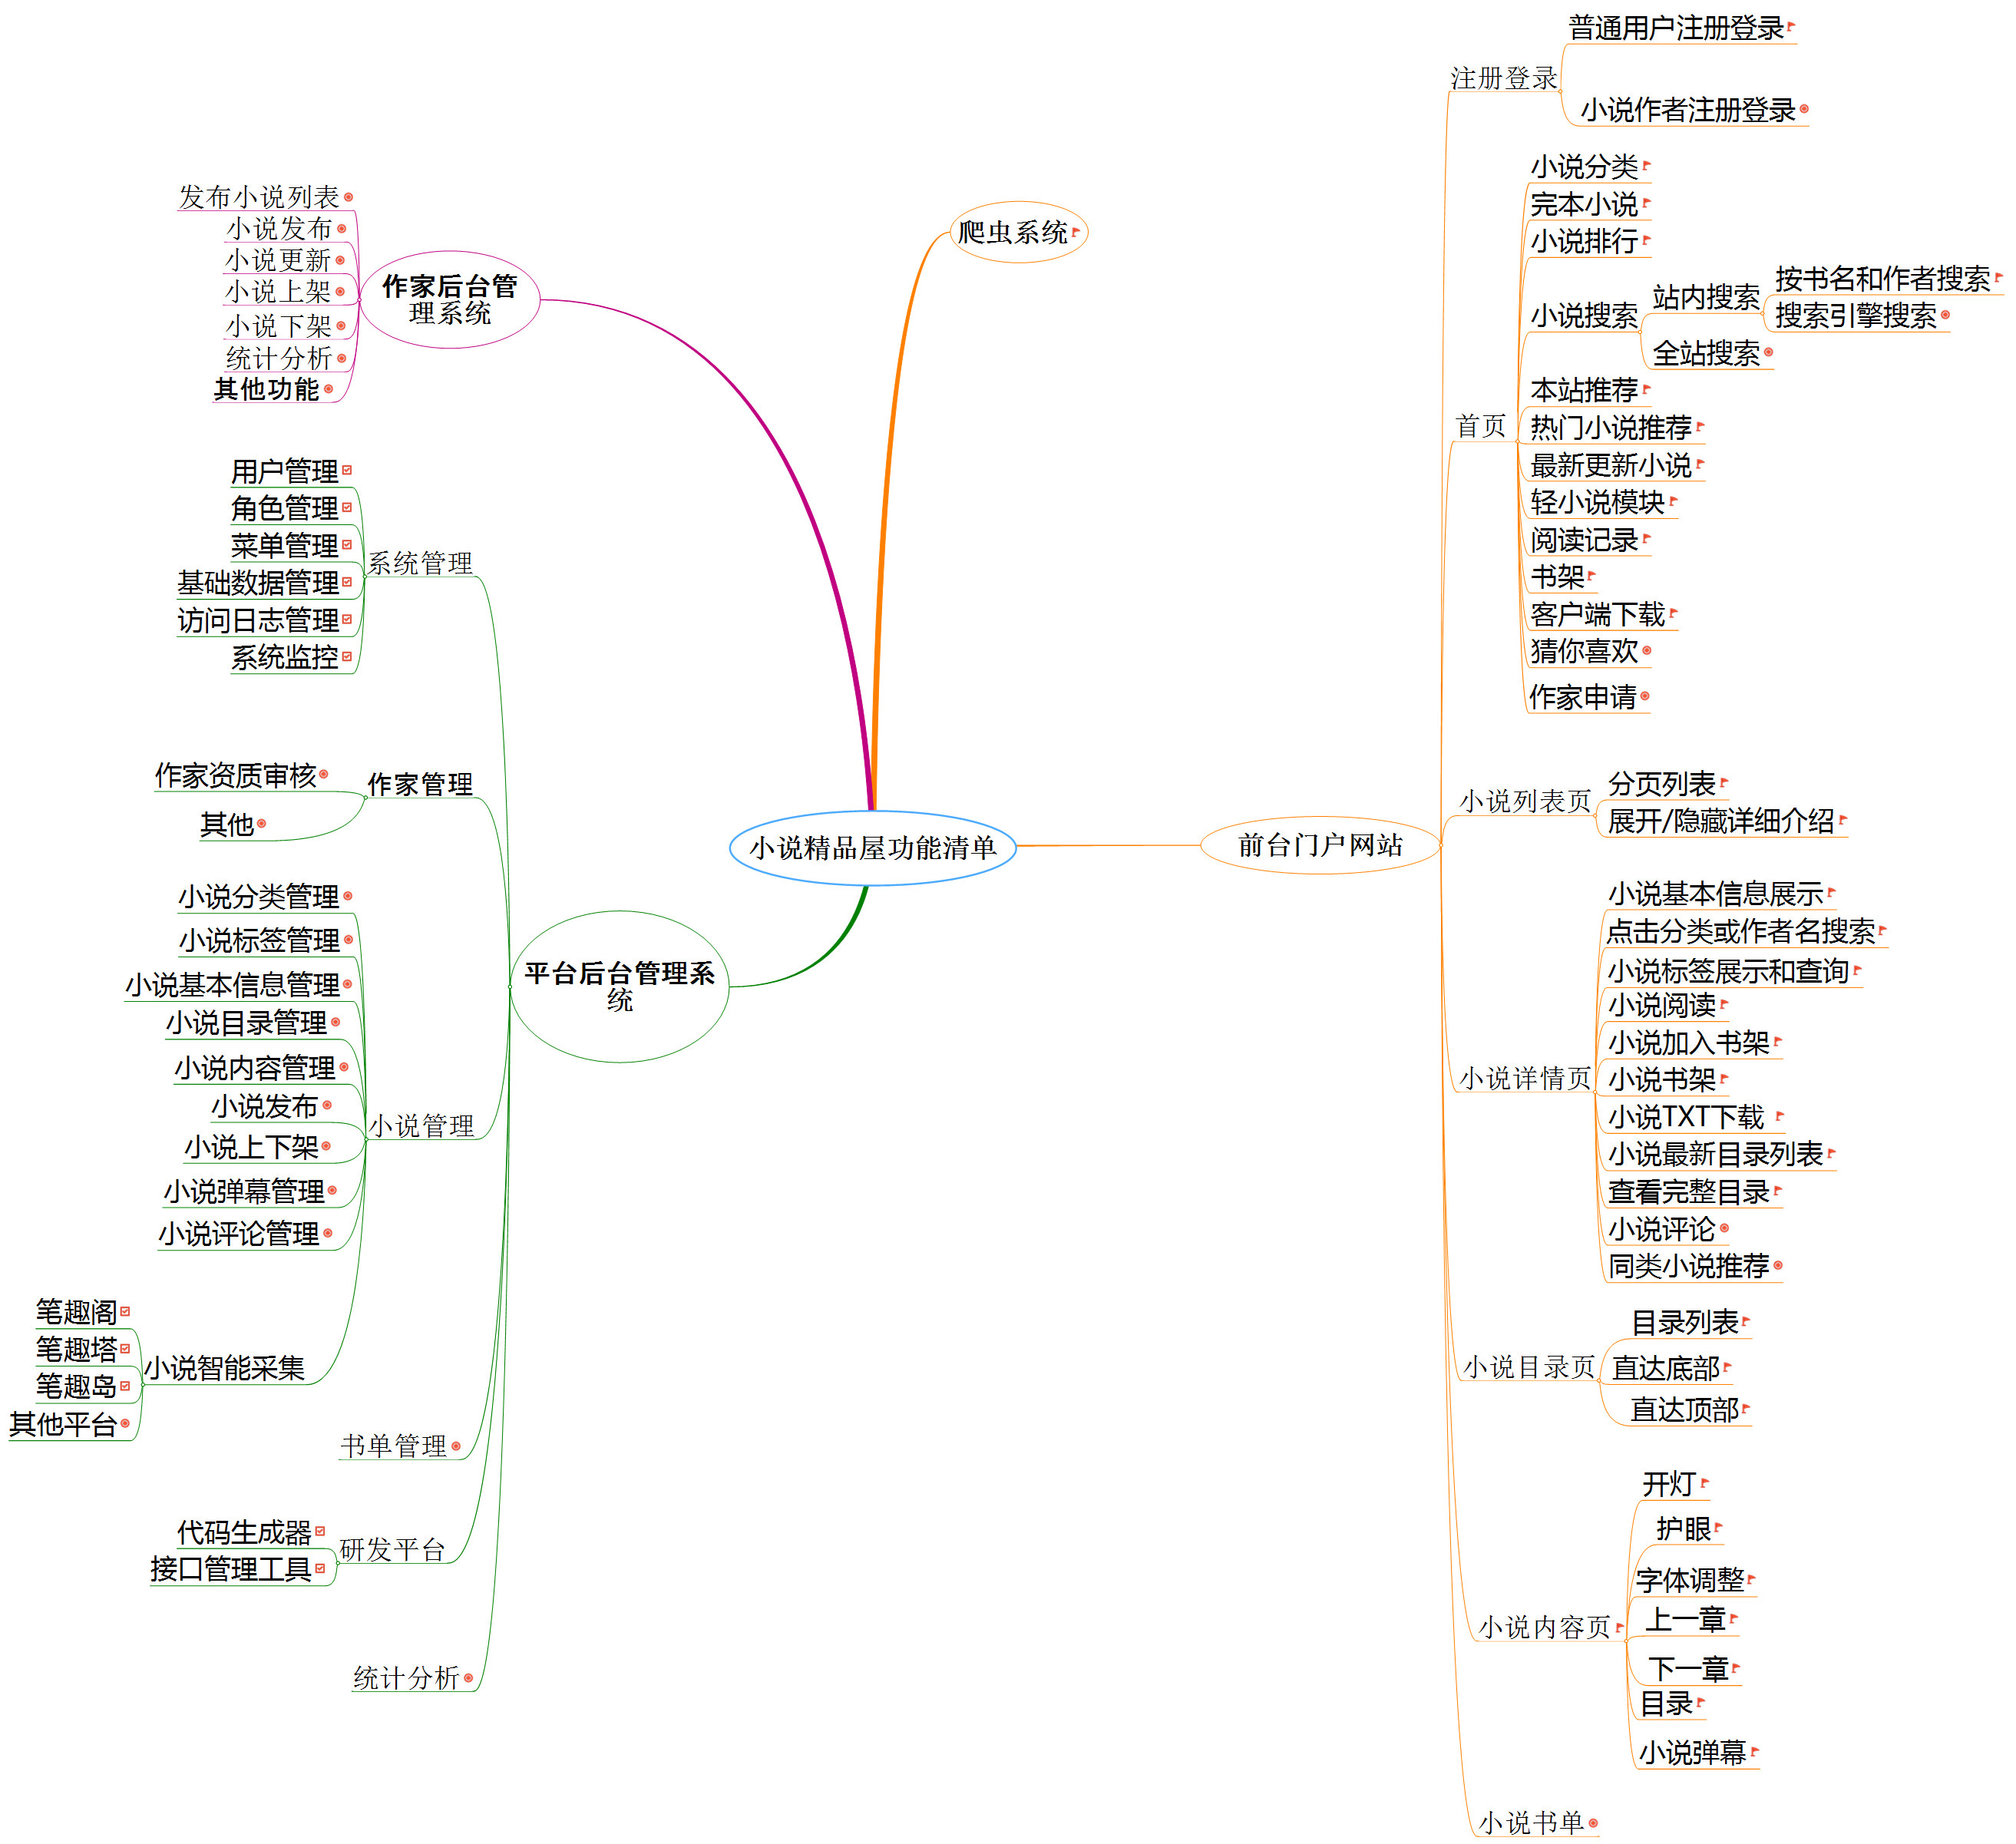 小说精品屋功能清单
爬虫系统
前台门户网站
注册登录
普通用户注册登录
小说作者注册登录
首页
小说分类
完本小说
小说排行
小说搜索
站内搜索
按书名和作者搜索
搜索引擎搜索
全站搜索
本站推荐
热门小说推荐
最新更新小说
轻小说模块
阅读记录
书架
客户端下载
猜你喜欢
作家申请
小说列表页
分页列表
展开/隐藏详细介绍
小说详情页
小说基本信息展示
点击分类或作者名搜索
小说标签展示和查询
小说阅读
小说加入书架
小说书架
小说TXT下载
小说最新目录列表
查看完整目录
小说评论
同类小说推荐
小说目录页
目录列表
直达底部
直达顶部
小说内容页
开灯
护眼
字体调整
上一章
下一章
目录
小说弹幕
小说书单
作家后台管
理系统
发布小说列表
小说发布
小说更新
小说上架
小说下架
统计分析
其他功能
平台后台管理系
统
系统管理
用户管理
角色管理
菜单管理
基础数据管理
访问日志管理
系统监控
作家管理
作家资质审核
其他
小说管理
小说分类管理
小说标签管理
小说基本信息管理
小说目录管理
小说内容管理
小说发布
小说上下架
小说弹幕管理
小说评论管理
小说智能采集
笔趣阁
笔趣塔
笔趣岛
其他平台
书单管理
研发平台
代码生成器
接口管理工具
统计分析